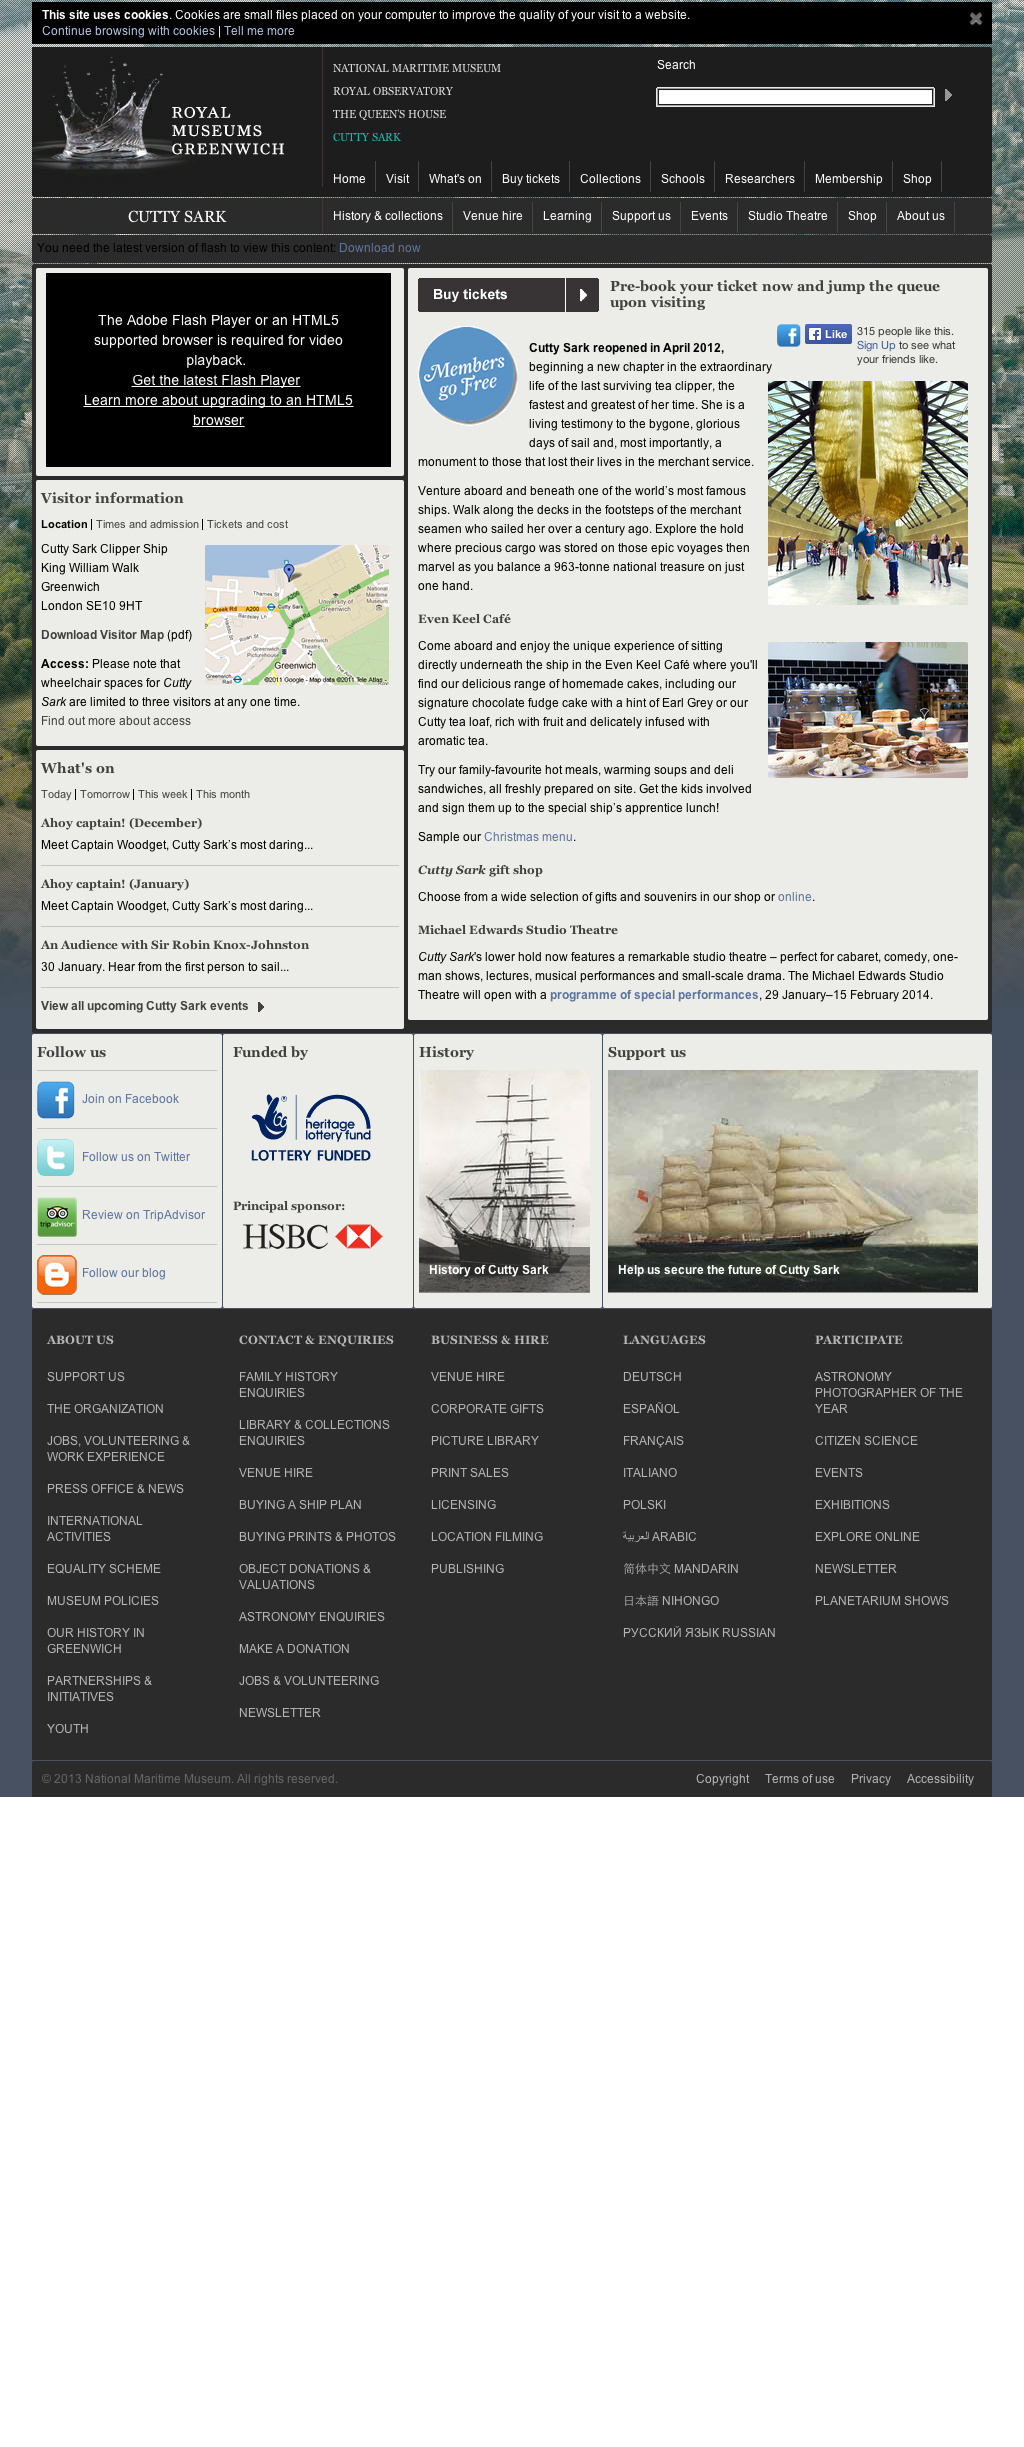 This site uses cookies. Cookies are small files placed on your computer to improve the quality of your visit to a website.
Continue browsing with cookies | Tell me more
ROYAL
MUSEUMS
GREENWICH
NATIONAL MARITIME MUSEUM
ROYAL OBSERVATORY
THE QUEEN'S HOUSE
CUTTY SARK
Search
Home
Visit
What's on
Buy tickets
Collections
Schools
Researchers
Membership
Shop
CUTTY SARK
History & collections
Venue hire
Learning
Support us
Events
Studio Theatre
Shop
About us
You need the latest version of flash to view this content: Download now
The Adobe Flash Player or an HTML5
supported browser is required for video
playback.
Get the latest Flash Player
Learn more about upgrading to an HTML5
browser
Visitor information
Location | Times and admission | Tickets and cost
Cutty Sark Clipper Ship
King William Walk
Greenwich
London SE10 9HT
Download Visitor Map (pdf)
Access: Please note that
wheelchair spaces for Cutty
Sark are limited to three visitors at any one time.
Find out more about access
Thames St
Cutty Sark
Creek Rd
A200
A206
A206
Bardsley Ln
Roan St
University of
Greenwich
National
Maritime
Museum
Greenwich
Theatre
Greenwich
Picturehouse
Greenwich
©2011 Google - Map data ©2011 Tele Atlas -
What's on
Today | Tomorrow | This week | This month
Ahoy captain! (December)
Meet Captain Woodget, Cutty Sark's most daring...
Ahoy captain! (January)
Meet Captain Woodget, Cutty Sark's most daring...
An Audience with Sir Robin Knox-Johnston
30 January. Hear from the first person to sail...
View all upcoming Cutty Sark events
Buy tickets
Pre-book your ticket now and jump the queue
upon visiting
Members
go Free
Like
315 people like this.
Sign Up to see what
your friends like.
Cutty Sark reopened in April 2012,
beginning a new chapter in the extraordinary
life of the last surviving tea clipper, the
fastest and greatest of her time. She is a
living testimony to the bygone, glorious
days of sail and, most importantly, a
monument to those that lost their lives in the merchant service.
Venture aboard and beneath one of the world's most famous
ships. Walk along the decks in the footsteps of the merchant
seamen who sailed her over a century ago. Explore the hold
where precious cargo was stored on those epic voyages then
marvel as you balance a 963-tonne national treasure on just
one hand.
Even Keel Café
Come aboard and enjoy the unique experience of sitting
directly underneath the ship in the Even Keel Café where you'll
find our delicious range of homemade cakes, including our
signature chocolate fudge cake with a hint of Earl Grey or our
Cutty tea loaf, rich with fruit and delicately infused with
aromatic tea.
Try our family-favourite hot meals, warming soups and deli
sandwiches, all freshly prepared on site. Get the kids involved
and sign them up to the special ship's apprentice lunch!
Sample our Christmas menu.
Cutty Sark gift shop
Choose from a wide selection of gifts and souvenirs in our shop or online.
Michael Edwards Studio Theatre
Cutty Sark's lower hold now features a remarkable studio theatre – perfect for cabaret, comedy, one-
man shows, lectures, musical performances and small-scale drama. The Michael Edwards Studio
Theatre will open with a programme of special performances, 29 January–15 February 2014.
Follow us
Join on Facebook
Follow us on Twitter
tripadvisor
Review on TripAdvisor
Follow our blog
Funded by
heritage
lottery fund
LOTTERY FUNDED
Principal sponsor:
HSBC
History
History of Cutty Sark
Support us
Help us secure the future of Cutty Sark
ABOUT US
SUPPORT US
THE ORGANIZATION
JOBS, VOLUNTEERING &
WORK EXPERIENCE
PRESS OFFICE & NEWS
INTERNATIONAL
ACTIVITIES
EQUALITY SCHEME
MUSEUM POLICIES
OUR HISTORY IN
GREENWICH
PARTNERSHIPS &
INITIATIVES
YOUTH
CONTACT & ENQUIRIES
FAMILY HISTORY
ENQUIRIES
LIBRARY & COLLECTIONS
ENQUIRIES
VENUE HIRE
BUYING A SHIP PLAN
BUYING PRINTS & PHOTOS
OBJECT DONATIONS &
VALUATIONS
ASTRONOMY ENQUIRIES
MAKE A DONATION
JOBS & VOLUNTEERING
NEWSLETTER
BUSINESS & HIRE
VENUE HIRE
CORPORATE GIFTS
PICTURE LIBRARY
PRINT SALES
LICENSING
LOCATION FILMING
PUBLISHING
LANGUAGES
DEUTSCH
ESPAÑOL
FRANÇAIS
ITALIANO
POLSKI
العربية ARABIC
简体中文 MANDARIN
日本語 NIHONGO
РУССКИЙ ЯЗЫК RUSSIAN
PARTICIPATE
ASTRONOMY
PHOTOGRAPHER OF THE
YEAR
CITIZEN SCIENCE
EVENTS
EXHIBITIONS
EXPLORE ONLINE
NEWSLETTER
PLANETARIUM SHOWS
© 2013 National Maritime Museum. All rights reserved.
Copyright
Terms of use
Privacy
Accessibility